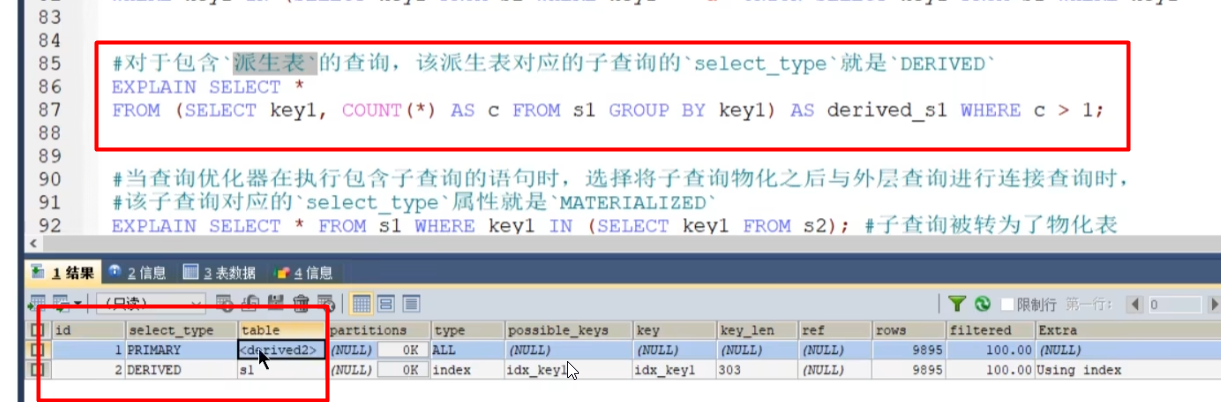 83
84
85 #对于包含`派生表`的查询，该派生表对应的子查询的`select_type`就是`DERIVED`
86 EXPLAIN SELECT *
87 FROM (SELECT key1, COUNT(*) AS c FROM s1 GROUP BY key1) AS derived_s1 WHERE c > 1;
88
89
90 #当查询优化器在执行包含子查询的语句时，选择将子查询物化之后与外层查询进行连接查询时，
91 #该子查询对应的`select_type`属性就是`MATERIALIZED`
92 EXPLAIN SELECT * FROM s1 WHERE key1 IN (SELECT key1 FROM s2); #子查询被转为了物化表
1 结果 2 信息 3 表数据 4 信息
（只读） 限制行 第一行: 0
id select_type table partitions type possible_keys key key_len ref rows filtered Extra
1 PRIMARY <derived2> (NULL) 0K ALL (NULL) (NULL) (NULL) (NULL) 9895 100.00 (NULL)
2 DERIVED s1 (NULL) 0K index idx_key1 idx_key1 303 (NULL) 9895 100.00 Using index